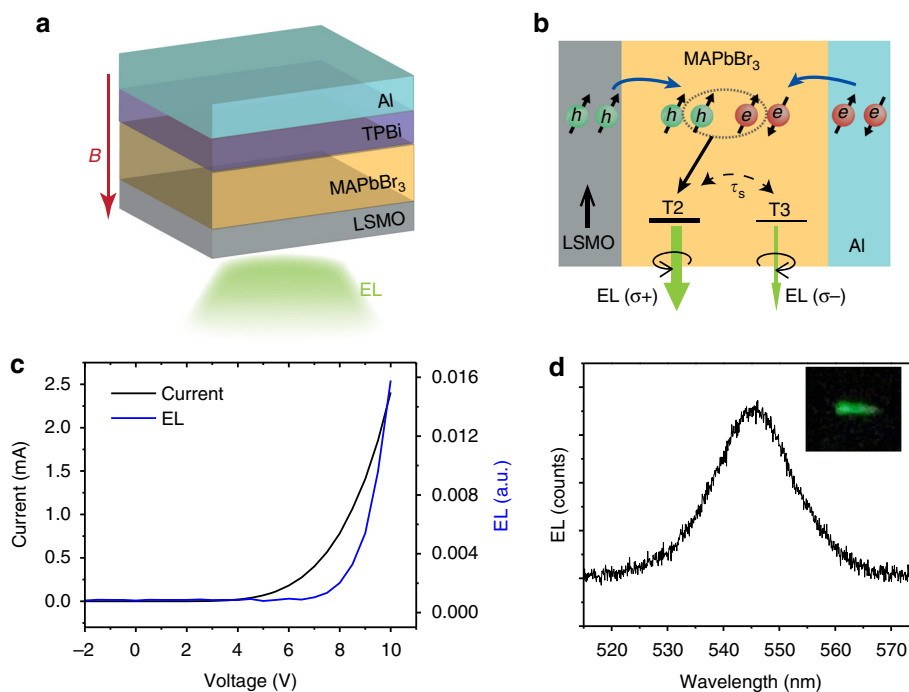 a
B
Al
TPBi
MAPbBr₃
LSMO
EL
b
MAPbBr₃
h h h h e e e e
τₛ
T2 T3
LSMO
Al
EL (σ+) EL (σ−)
c
Current (mA)
2.5
2.0
1.5
1.0
0.5
0.0
Current
EL
0.016
0.012
0.008
0.004
0.000
EL (a.u.)
−2 0 2 4 6 8 10
Voltage (V)
d
EL (counts)
520 530 540 550 560 570
Wavelength (nm)